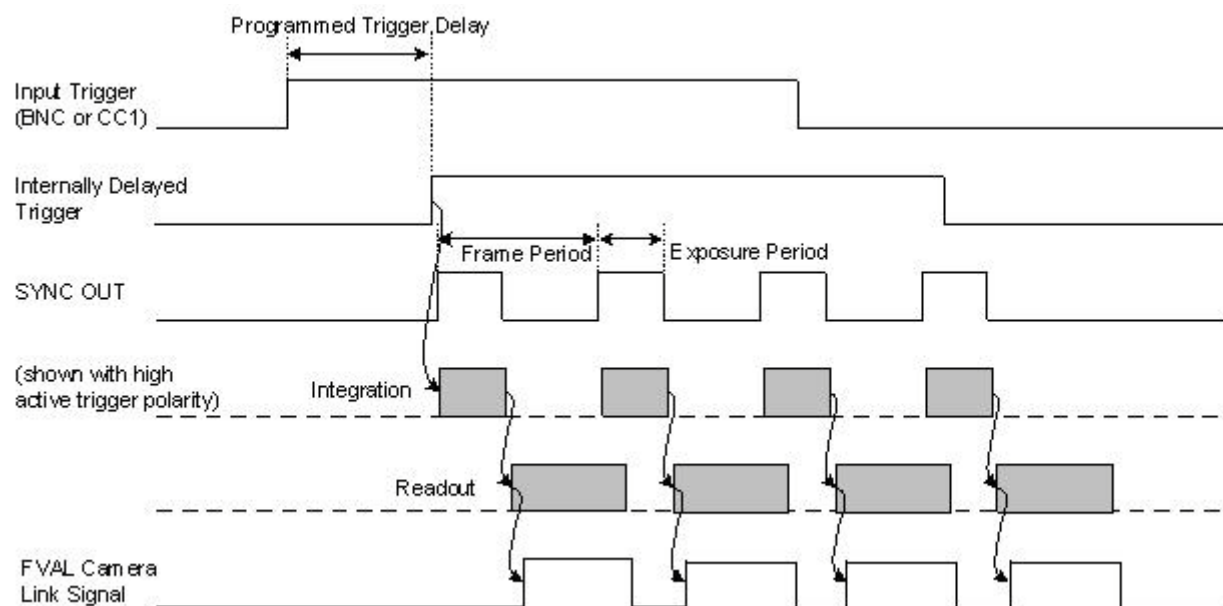 Programmed Trigger Delay
Input Trigger
(BNC or CC1)
Internally Delayed
Trigger
Frame Period
Exposure Period
SYNC OUT
(shown with high
active trigger polarity)
Integration
Readout
FVAL Camera
Link Signal